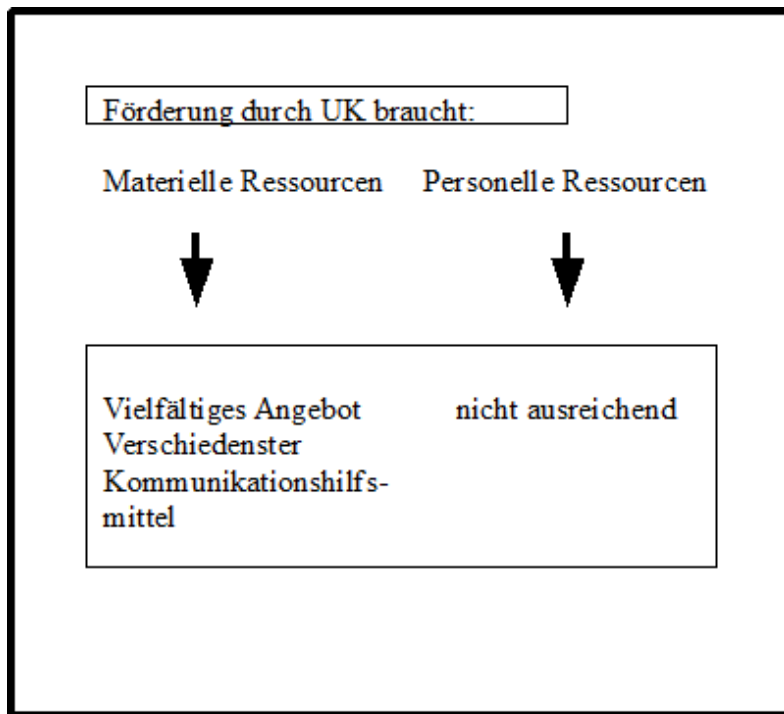 Förderung durch UK braucht:
Materielle Ressourcen Personelle Ressourcen
Vielfältiges Angebot nicht ausreichend
Verschiedenster
Kommunikationshilfs-
mittel